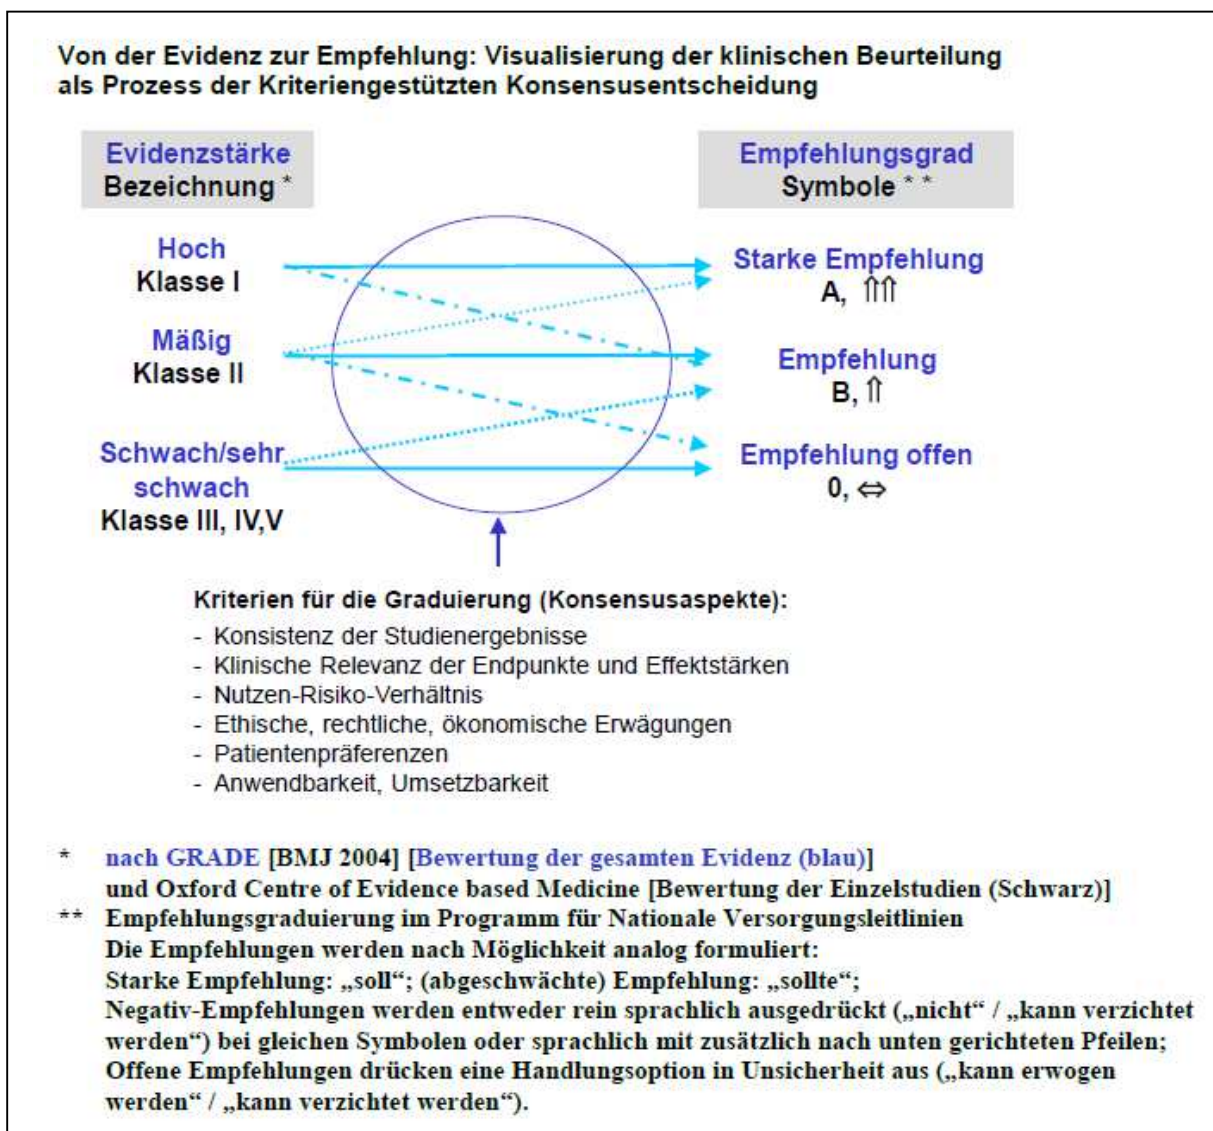 Von der Evidenz zur Empfehlung: Visualisierung der klinischen Beurteilung
als Prozess der Kriteriengestützten Konsensusentscheidung
Evidenzstärke
Bezeichnung *
Empfehlungsgrad
Symbole * *
Hoch
Klasse I
Starke Empfehlung
A, ⇑⇑
Mäßig
Klasse II
Empfehlung
B, ⇑
Schwach/sehr
schwach
Klasse III, IV,V
Empfehlung offen
0, ⇔
Kriterien für die Graduierung (Konsensusaspekte):
- Konsistenz der Studienergebnisse
- Klinische Relevanz der Endpunkte und Effektstärken
- Nutzen-Risiko-Verhältnis
- Ethische, rechtliche, ökonomische Erwägungen
- Patientenpräferenzen
- Anwendbarkeit, Umsetzbarkeit
* nach GRADE [BMJ 2004] [Bewertung der gesamten Evidenz (blau)]
und Oxford Centre of Evidence based Medicine [Bewertung der Einzelstudien (Schwarz)]
** Empfehlungsgraduierung im Programm für Nationale Versorgungsleitlinien
Die Empfehlungen werden nach Möglichkeit analog formuliert:
Starke Empfehlung: „soll“; (abgeschwächte) Empfehlung: „sollte“;
Negativ-Empfehlungen werden entweder rein sprachlich ausgedrückt („nicht“ / „kann verzichtet
werden“) bei gleichen Symbolen oder sprachlich mit zusätzlich nach unten gerichteten Pfeilen;
Offene Empfehlungen drücken eine Handlungsoption in Unsicherheit aus („kann erwogen
werden“ / „kann verzichtet werden“).